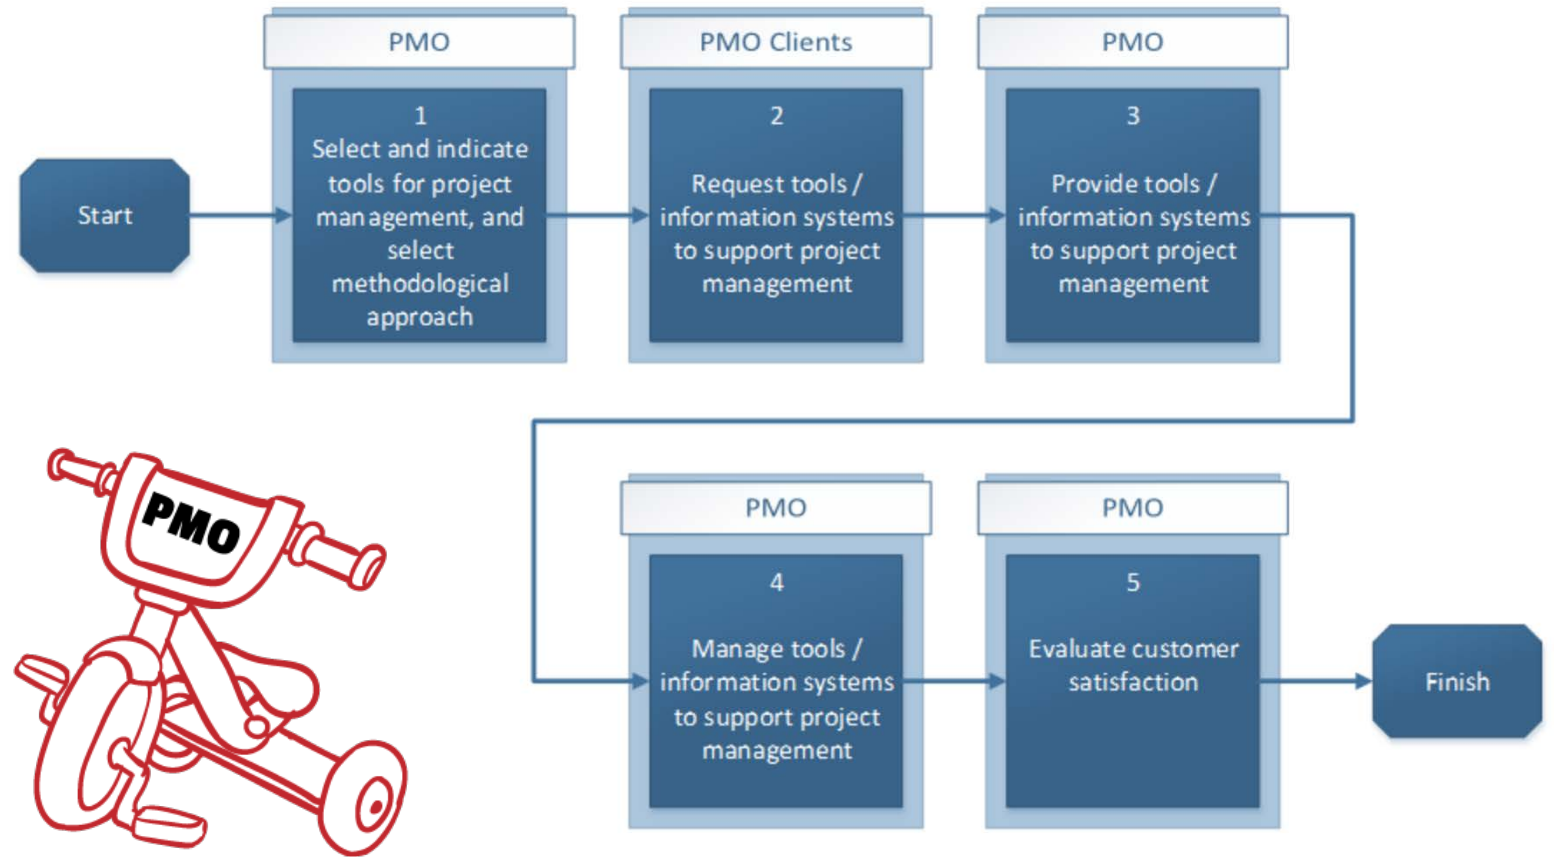 PMO
1
Select and indicate
tools for project
management, and
select
methodological
approach
PMO Clients
2
Request tools /
information systems
to support project
management
PMO
3
Provide tools /
information systems
to support project
management
Start
PMO
PMO
4
Manage tools /
information systems
to support project
management
PMO
5
Evaluate customer
satisfaction
Finish